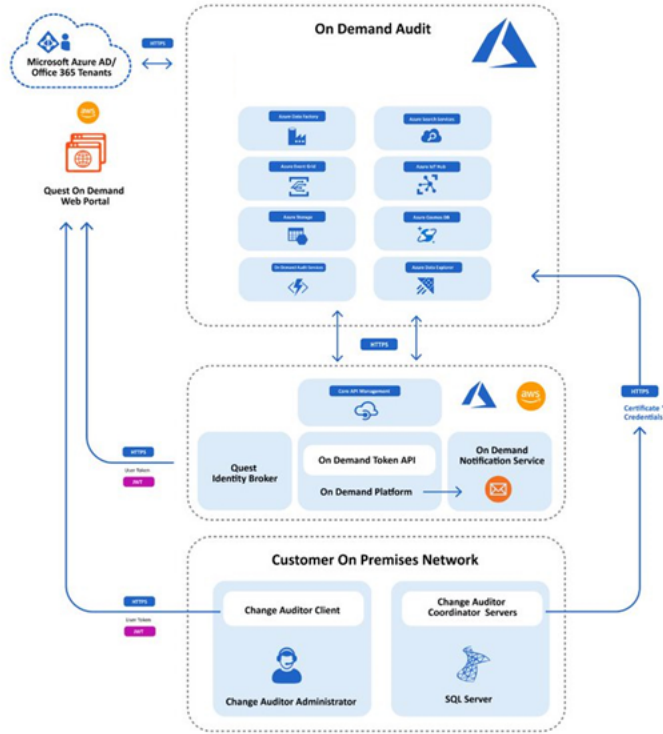 On Demand Audit
HTTPS
Microsoft Azure AD/
Office 365 Tenants
aws
Quest On Demand
Web Portal
Azure Data Factory
Azure Search Services
Azure Event Grid
Azure IoT Hub
Azure Storage
Azure Cosmos DB
On Demand Audit Services
Azure Data Explorer
HTTPS
HTTPS
Certificate
Credentials
Core API Management
aws
Quest
Identity Broker
On Demand Token API
On Demand Platform
On Demand
Notification Service
HTTPS
User Token
JWT
Customer On Premises Network
HTTPS
User Token
JWT
Change Auditor Client
Change Auditor Administrator
Change Auditor
Coordinator Servers
SQL Server